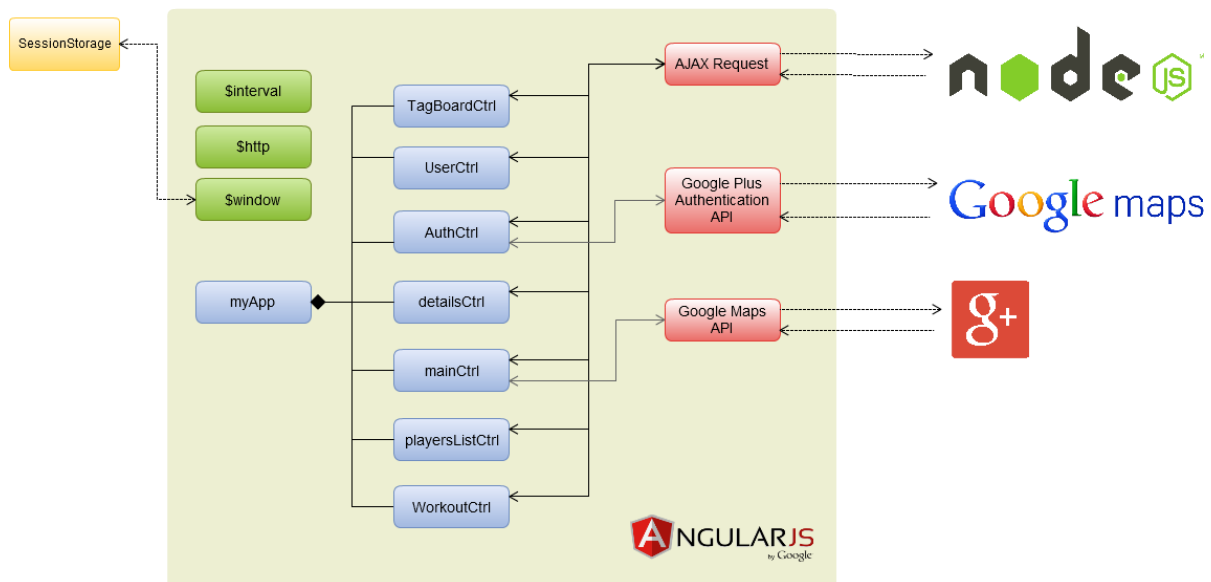 SessionStorage
$interval
$http
$window
myApp
TagBoardCtrl
UserCtrl
AuthCtrl
detailsCtrl
mainCtrl
playersListCtrl
WorkoutCtrl
AJAX Request
Google Plus
Authentication
API
Google Maps
API
node
JS
Google maps
g+
ANGULARJS
by Google